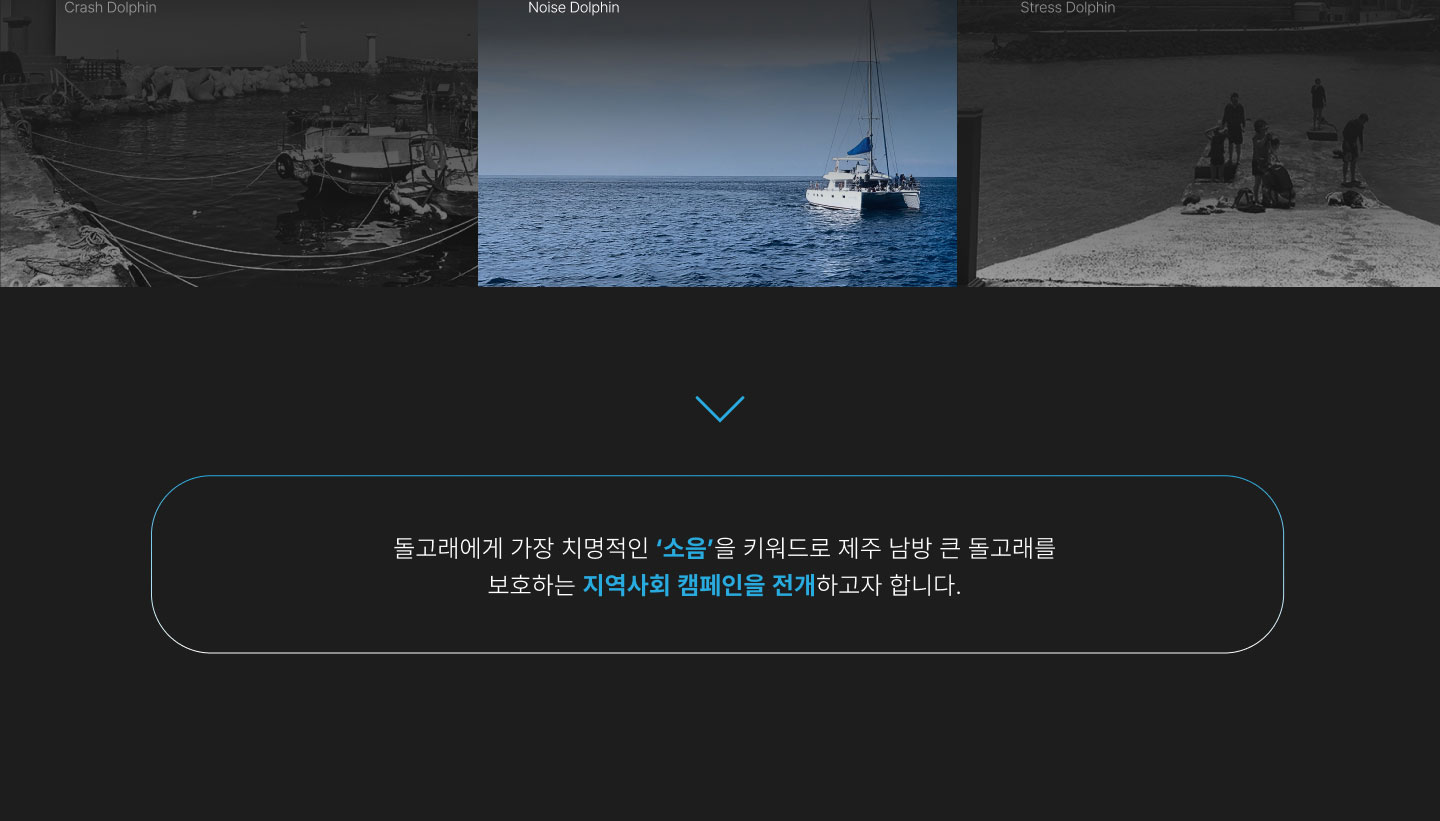 Crash Dolphin
Noise Dolphin
Stress Dolphin
돌고래에게 가장 치명적인 ‘소음’을 키워드로 제주 남방 큰 돌고래를
보호하는 지역사회 캠페인을 전개하고자 합니다.